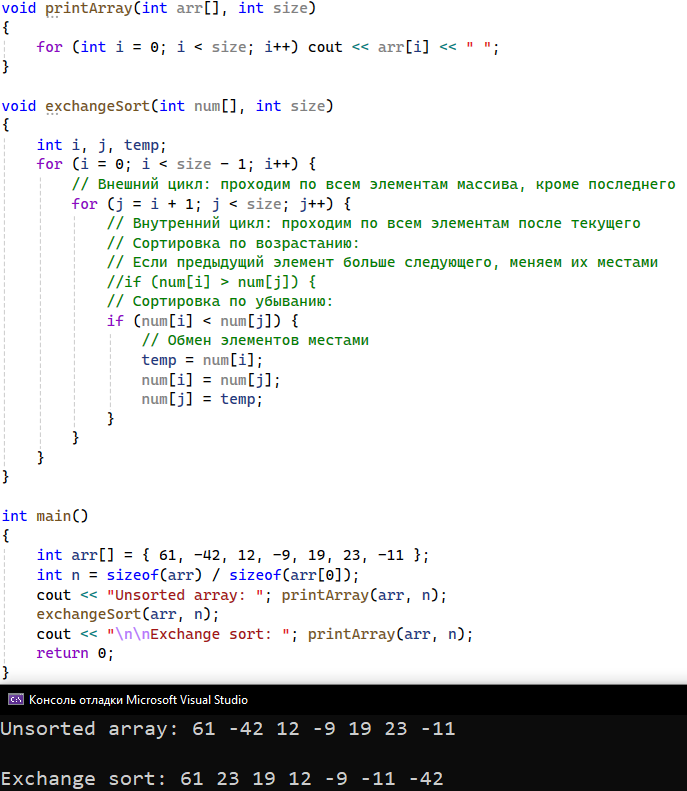 void printArray(int arr[], int size)
{
    for (int i = 0; i < size; i++) cout << arr[i] << " ";
}

void exchangeSort(int num[], int size)
{
    int i, j, temp;
    for (i = 0; i < size - 1; i++) {
        // Внешний цикл: проходим по всем элементам массива, кроме последнего
        for (j = i + 1; j < size; j++) {
            // Внутренний цикл: проходим по всем элементам после текущего
            // Сортировка по возрастанию:
            // Если предыдущий элемент больше следующего, меняем их местами
            //if (num[i] > num[j]) {
            // Сортировка по убыванию:
            if (num[i] < num[j]) {
                // Обмен элементов местами
                temp = num[i];
                num[i] = num[j];
                num[j] = temp;
            }
        }
    }
}

int main()
{
    int arr[] = { 61, -42, 12, -9, 19, 23, -11 };
    int n = sizeof(arr) / sizeof(arr[0]);
    cout << "Unsorted array: "; printArray(arr, n);
    exchangeSort(arr, n);
    cout << "\n\nExchange sort: "; printArray(arr, n);
    return 0;
}
C:\ Консоль отладки Microsoft Visual Studio
Unsorted array: 61 -42 12 -9 19 23 -11

Exchange sort: 61 23 19 12 -9 -11 -42